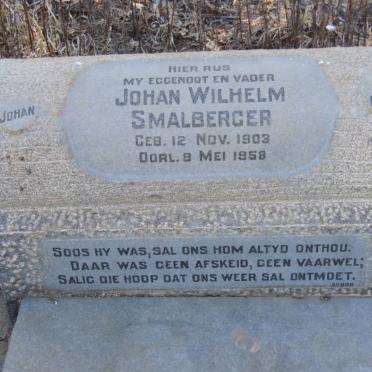 HIER RUS
MY EGGENOOT EN VADER
JOHAN WILHELM
SMALBERGER
GEB. 12 NOV. 1903
OORL. 8 MEI 1958
JOHAN
SOOS HY WAS, SAL ONS HOM ALTYD ONTHOU.
DAAR WAS GEEN AFSKEID, GEEN VAARWEL;
SALIG DIE HOOP DAT ONS WEER SAL ONTMOET.